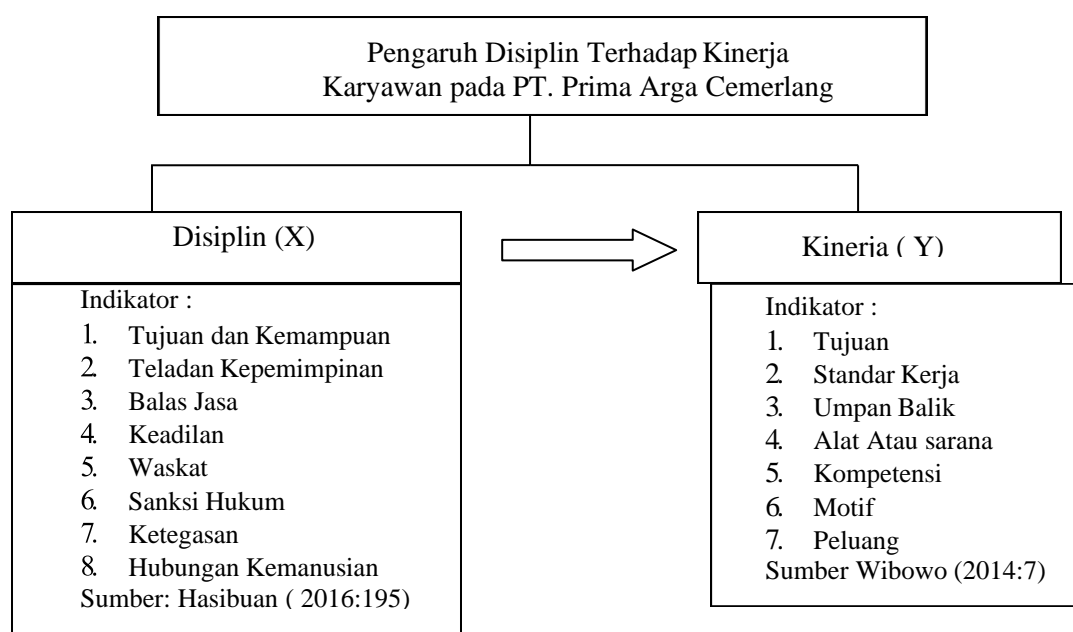 Pengaruh Disiplin Terhadap Kinerja
Karyawan pada PT. Prima Arga Cemerlang
Disiplin (X)
Indikator :
1. Tujuan dan Kemampuan
2. Teladan Kepemimpinan
3. Balas Jasa
4. Keadilan
5. Waskat
6. Sanksi Hukum
7. Ketegasan
8. Hubungan Kemanusian
Sumber: Hasibuan ( 2016:195)
Kinerja ( Y)
Indikator :
1. Tujuan
2. Standar Kerja
3. Umpan Balik
4. Alat Atau sarana
5. Kompetensi
6. Motif
7. Peluang
Sumber Wibowo (2014:7)